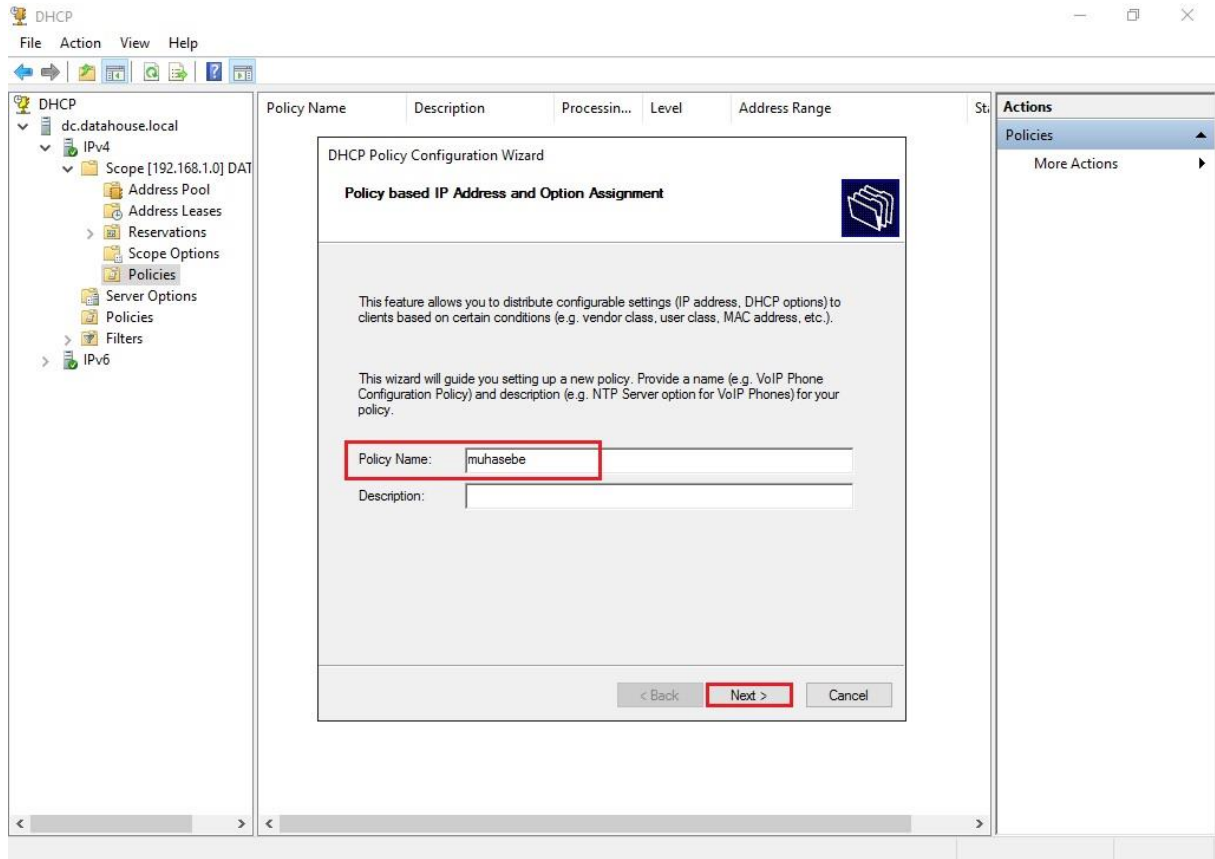 DHCP
File Action View Help
DHCP
dc.datahouse.local
IPv4
Scope [192.168.1.0] DAT
Address Pool
Address Leases
Reservations
Scope Options
Policies
Server Options
Policies
Filters
IPv6
Policy Name Description Processin... Level Address Range Sta
DHCP Policy Configuration Wizard
Policy based IP Address and Option Assignment
This feature allows you to distribute configurable settings (IP address, DHCP options) to
clients based on certain conditions (e.g. vendor class, user class, MAC address, etc.).
This wizard will guide you setting up a new policy. Provide a name (e.g. VoIP Phone
Configuration Policy) and description (e.g. NTP Server option for VoIP Phones) for your
policy.
Policy Name: muhasebe
Description:
< Back Next > Cancel
Actions
Policies
More Actions